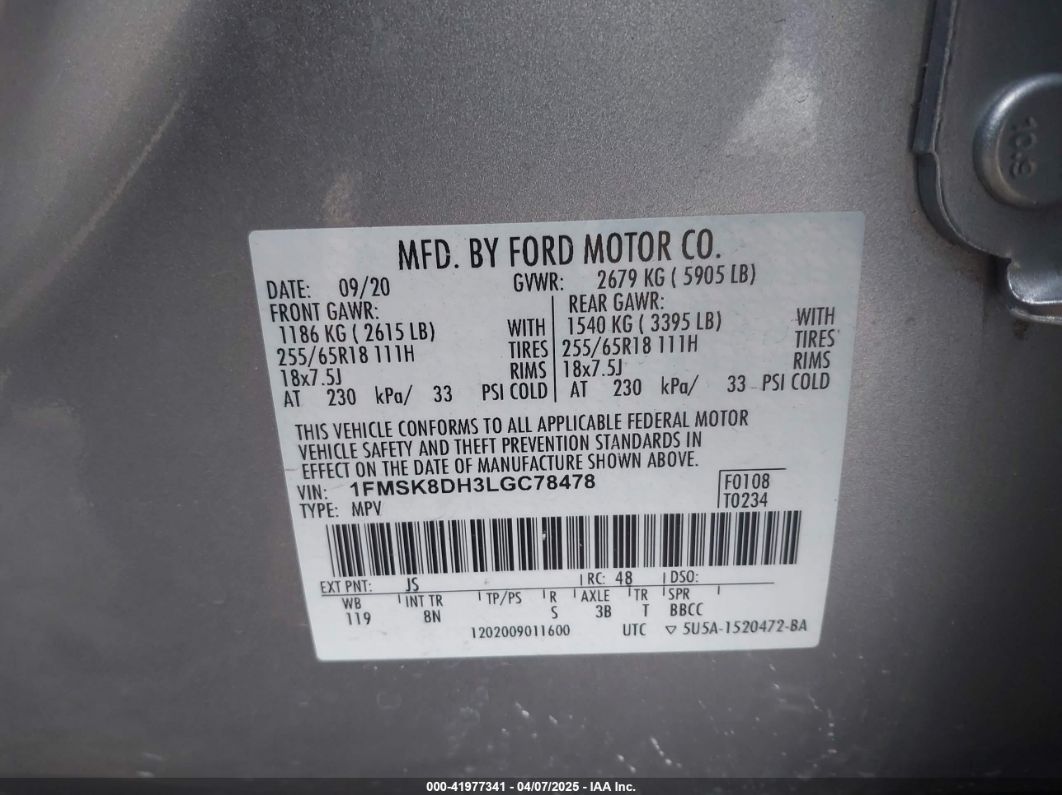 10.9
MFD. BY FORD MOTOR CO.
DATE: 09/20 GVWR: 2679 KG ( 5905 LB)
FRONT GAWR: REAR GAWR:
1186 KG ( 2615 LB) WITH 1540 KG ( 3395 LB) WITH
255/65R18 111H TIRES 255/65R18 111H TIRES
18x7.5J RIMS 18x7.5J RIMS
AT 230 kPa/ 33 PSI COLD AT 230 kPa/ 33 PSI COLD
THIS VEHICLE CONFORMS TO ALL APPLICABLE FEDERAL MOTOR
VEHICLE SAFETY AND THEFT PREVENTION STANDARDS IN
EFFECT ON THE DATE OF MANUFACTURE SHOWN ABOVE.
VIN: 1FMSK8DH3LGC78478 F0108
TYPE: MPV T0234
EXT PNT: JS RC: 48 DSO:
WB INT TR TP/PS R AXLE TR SPR
119 8N S 3B T BBCC
1202009011600 UTC ▽ 5U5A-1520472-BA
000-41977341 - 04/07/2025 - IAA Inc.